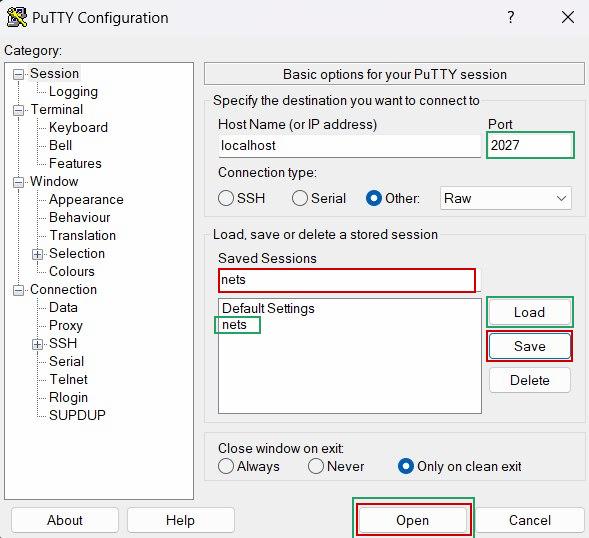 PuTTY Configuration
?
Category:
Session
Logging
Terminal
Keyboard
Bell
Features
Window
Appearance
Behaviour
Translation
Selection
Colours
Connection
Data
Proxy
SSH
Serial
Telnet
Rlogin
SUPDUP
Basic options for your PuTTY session
Specify the destination you want to connect to
Host Name (or IP address) Port
localhost 2027
Connection type:
SSH Serial Other: Raw
Load, save or delete a stored session
Saved Sessions
nets
Default Settings
nets
Load
Save
Delete
Close window on exit:
Always Never Only on clean exit
About Help Open Cancel